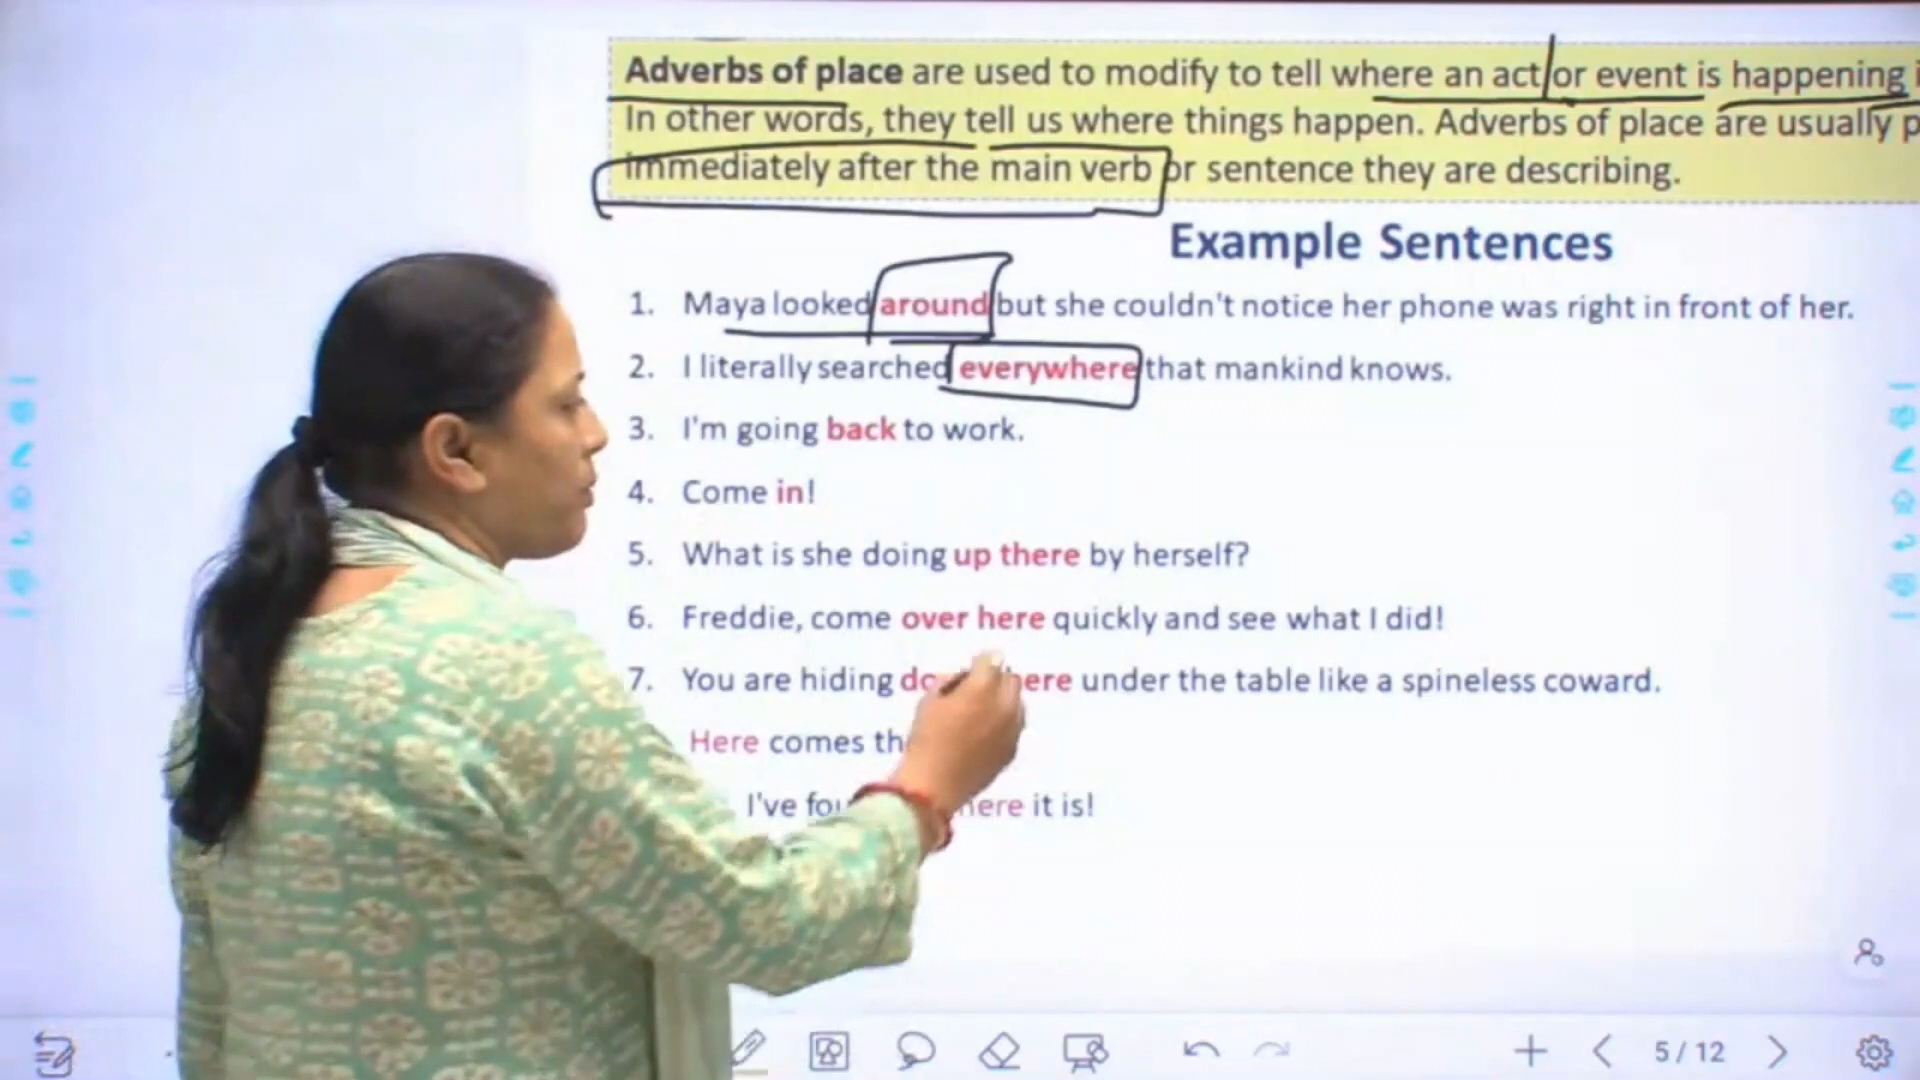 Adverbs of place are used to modify to tell where an act or event is happening
In other words, they tell us where things happen. Adverbs of place are usually
immediately after the main verb or sentence they are describing.
Example Sentences
1. Maya looked around but she couldn't notice her phone was right in front of her.
2. I literally searched everywhere that mankind knows.
3. I'm going back to work.
4. Come in!
5. What is she doing up there by herself?
6. Freddie, come over here quickly and see what I did!
7. You are hiding under the table like a spineless coward.
Here comes
I've it is!
5 / 12